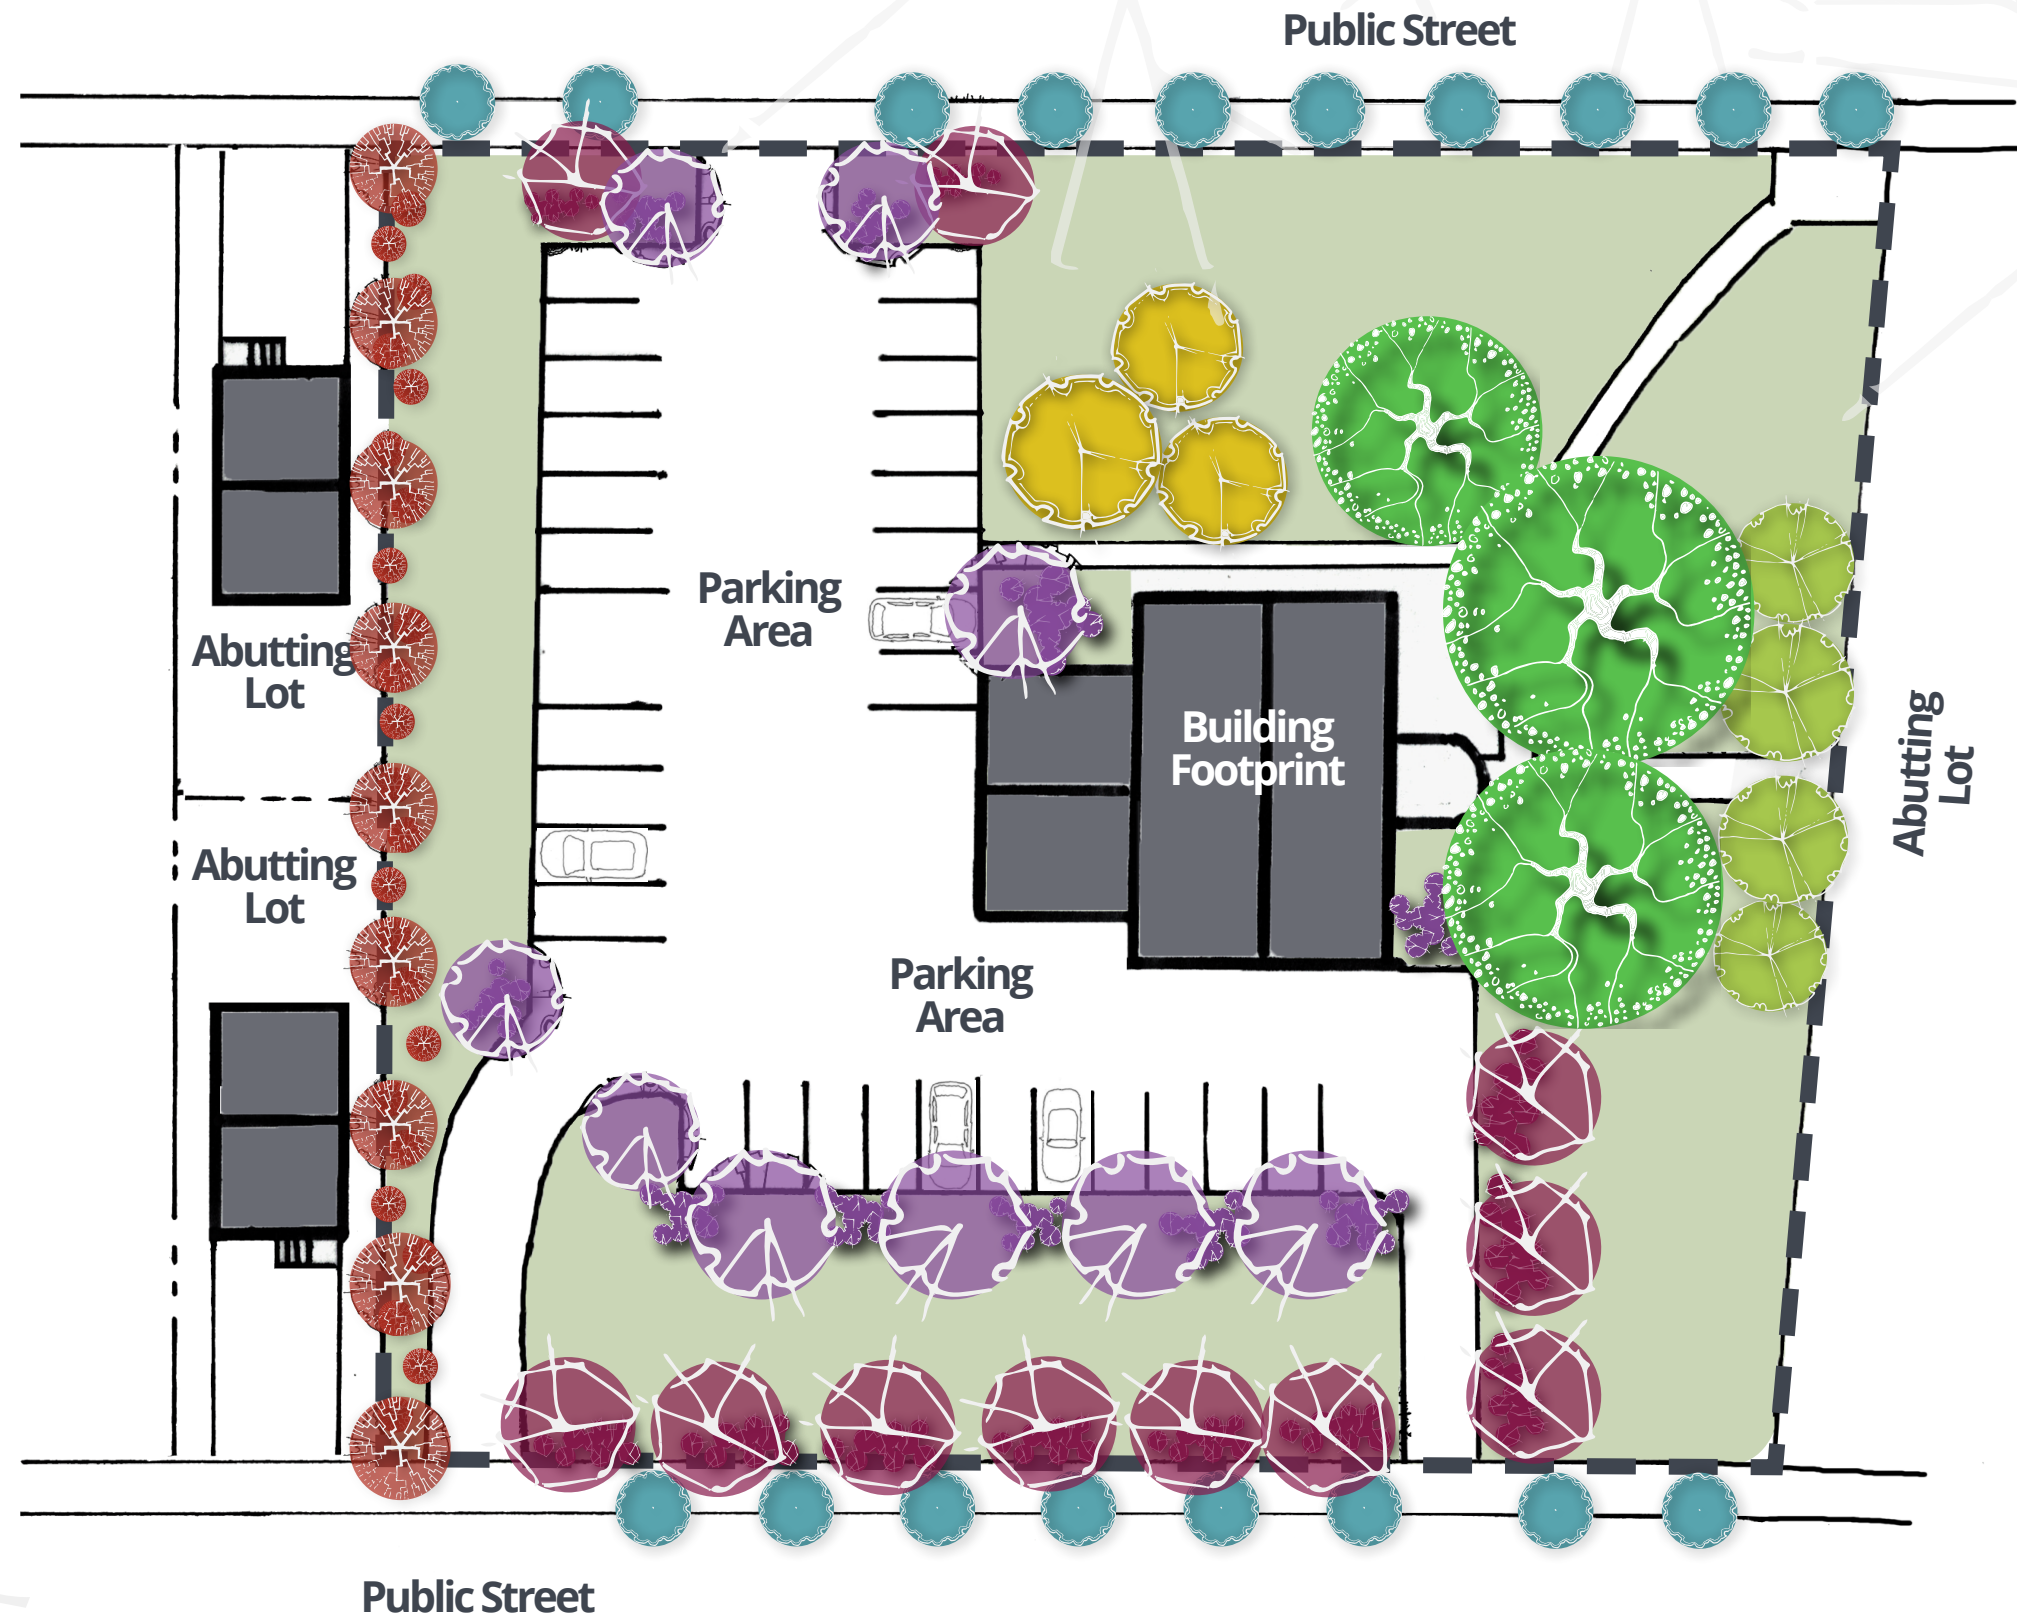 Public Street
Parking
Area
Abutting
Lot
Building
Footprint
Abutting
Lot
Abutting
Lot
Parking
Area
Public Street